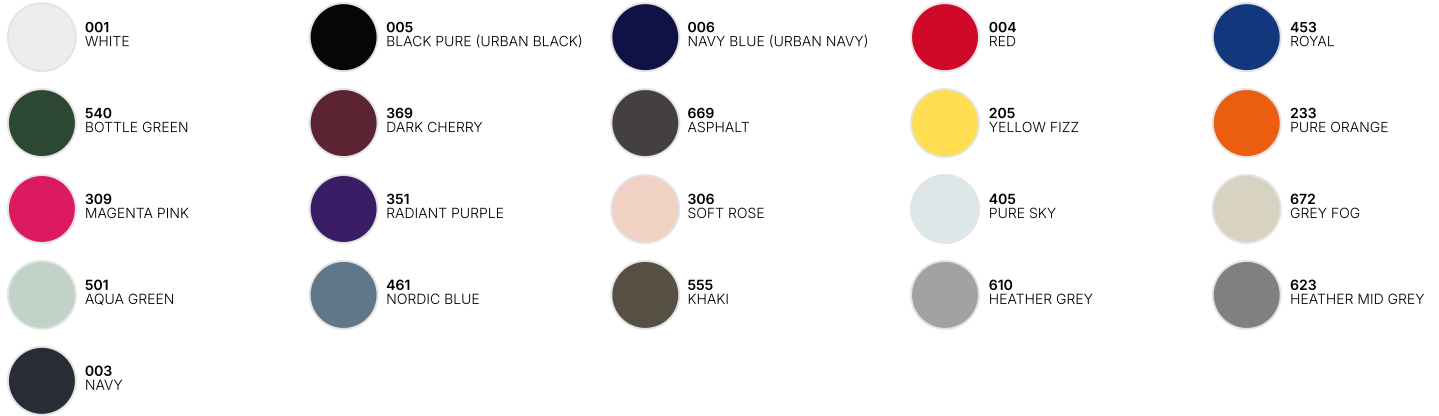 001
WHITE
005
BLACK PURE (URBAN BLACK)
006
NAVY BLUE (URBAN NAVY)
004
RED
453
ROYAL
540
BOTTLE GREEN
369
DARK CHERRY
669
ASPHALT
205
YELLOW FIZZ
233
PURE ORANGE
309
MAGENTA PINK
351
RADIANT PURPLE
306
SOFT ROSE
405
PURE SKY
672
GREY FOG
501
AQUA GREEN
461
NORDIC BLUE
555
KHAKI
610
HEATHER GREY
623
HEATHER MID GREY
003
NAVY